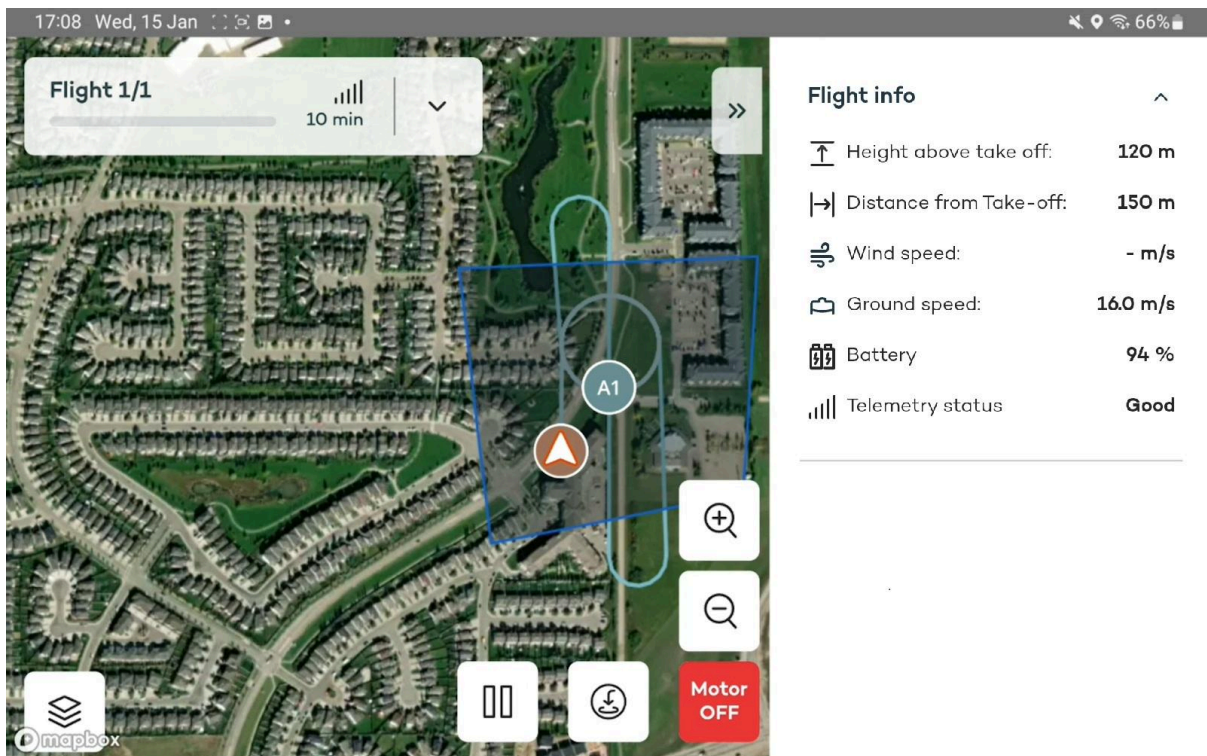 17:08 Wed, 15 Jan
66%
Flight 1/1
10 min
A1
Motor
OFF
mapbox
Flight info
Height above take off: 120 m
Distance from Take-off: 150 m
Wind speed: - m/s
Ground speed: 16.0 m/s
Battery 94 %
Telemetry status Good